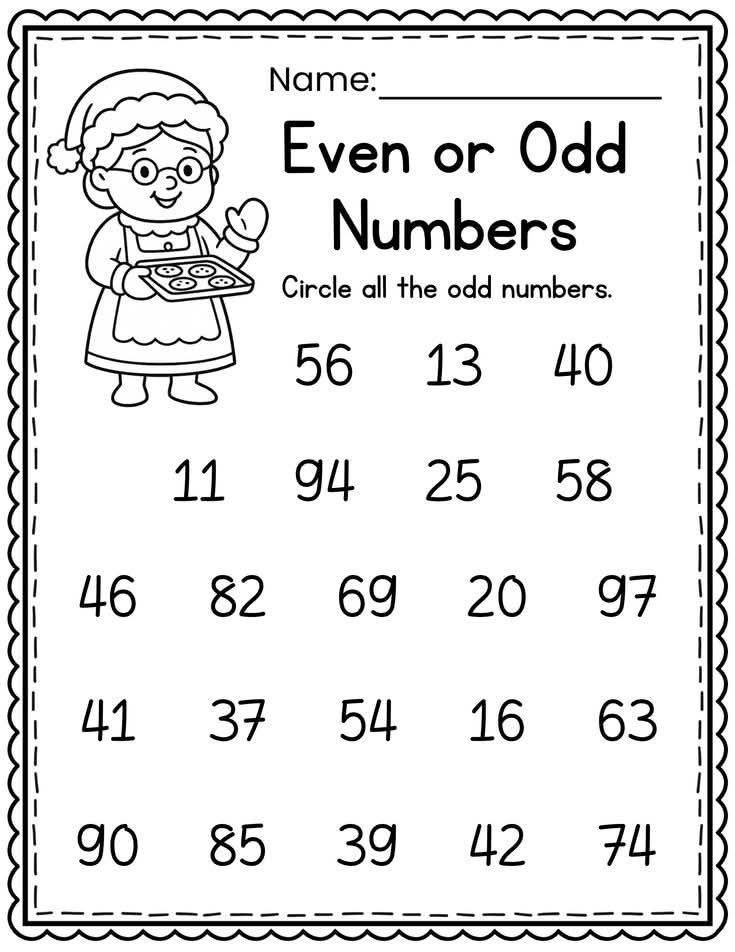 Name:
Even or Odd
Numbers
Circle all the odd numbers.
56 13 40
11 94 25 58
46 82 69 20 97
41 37 54 16 63
90 85 39 42 74